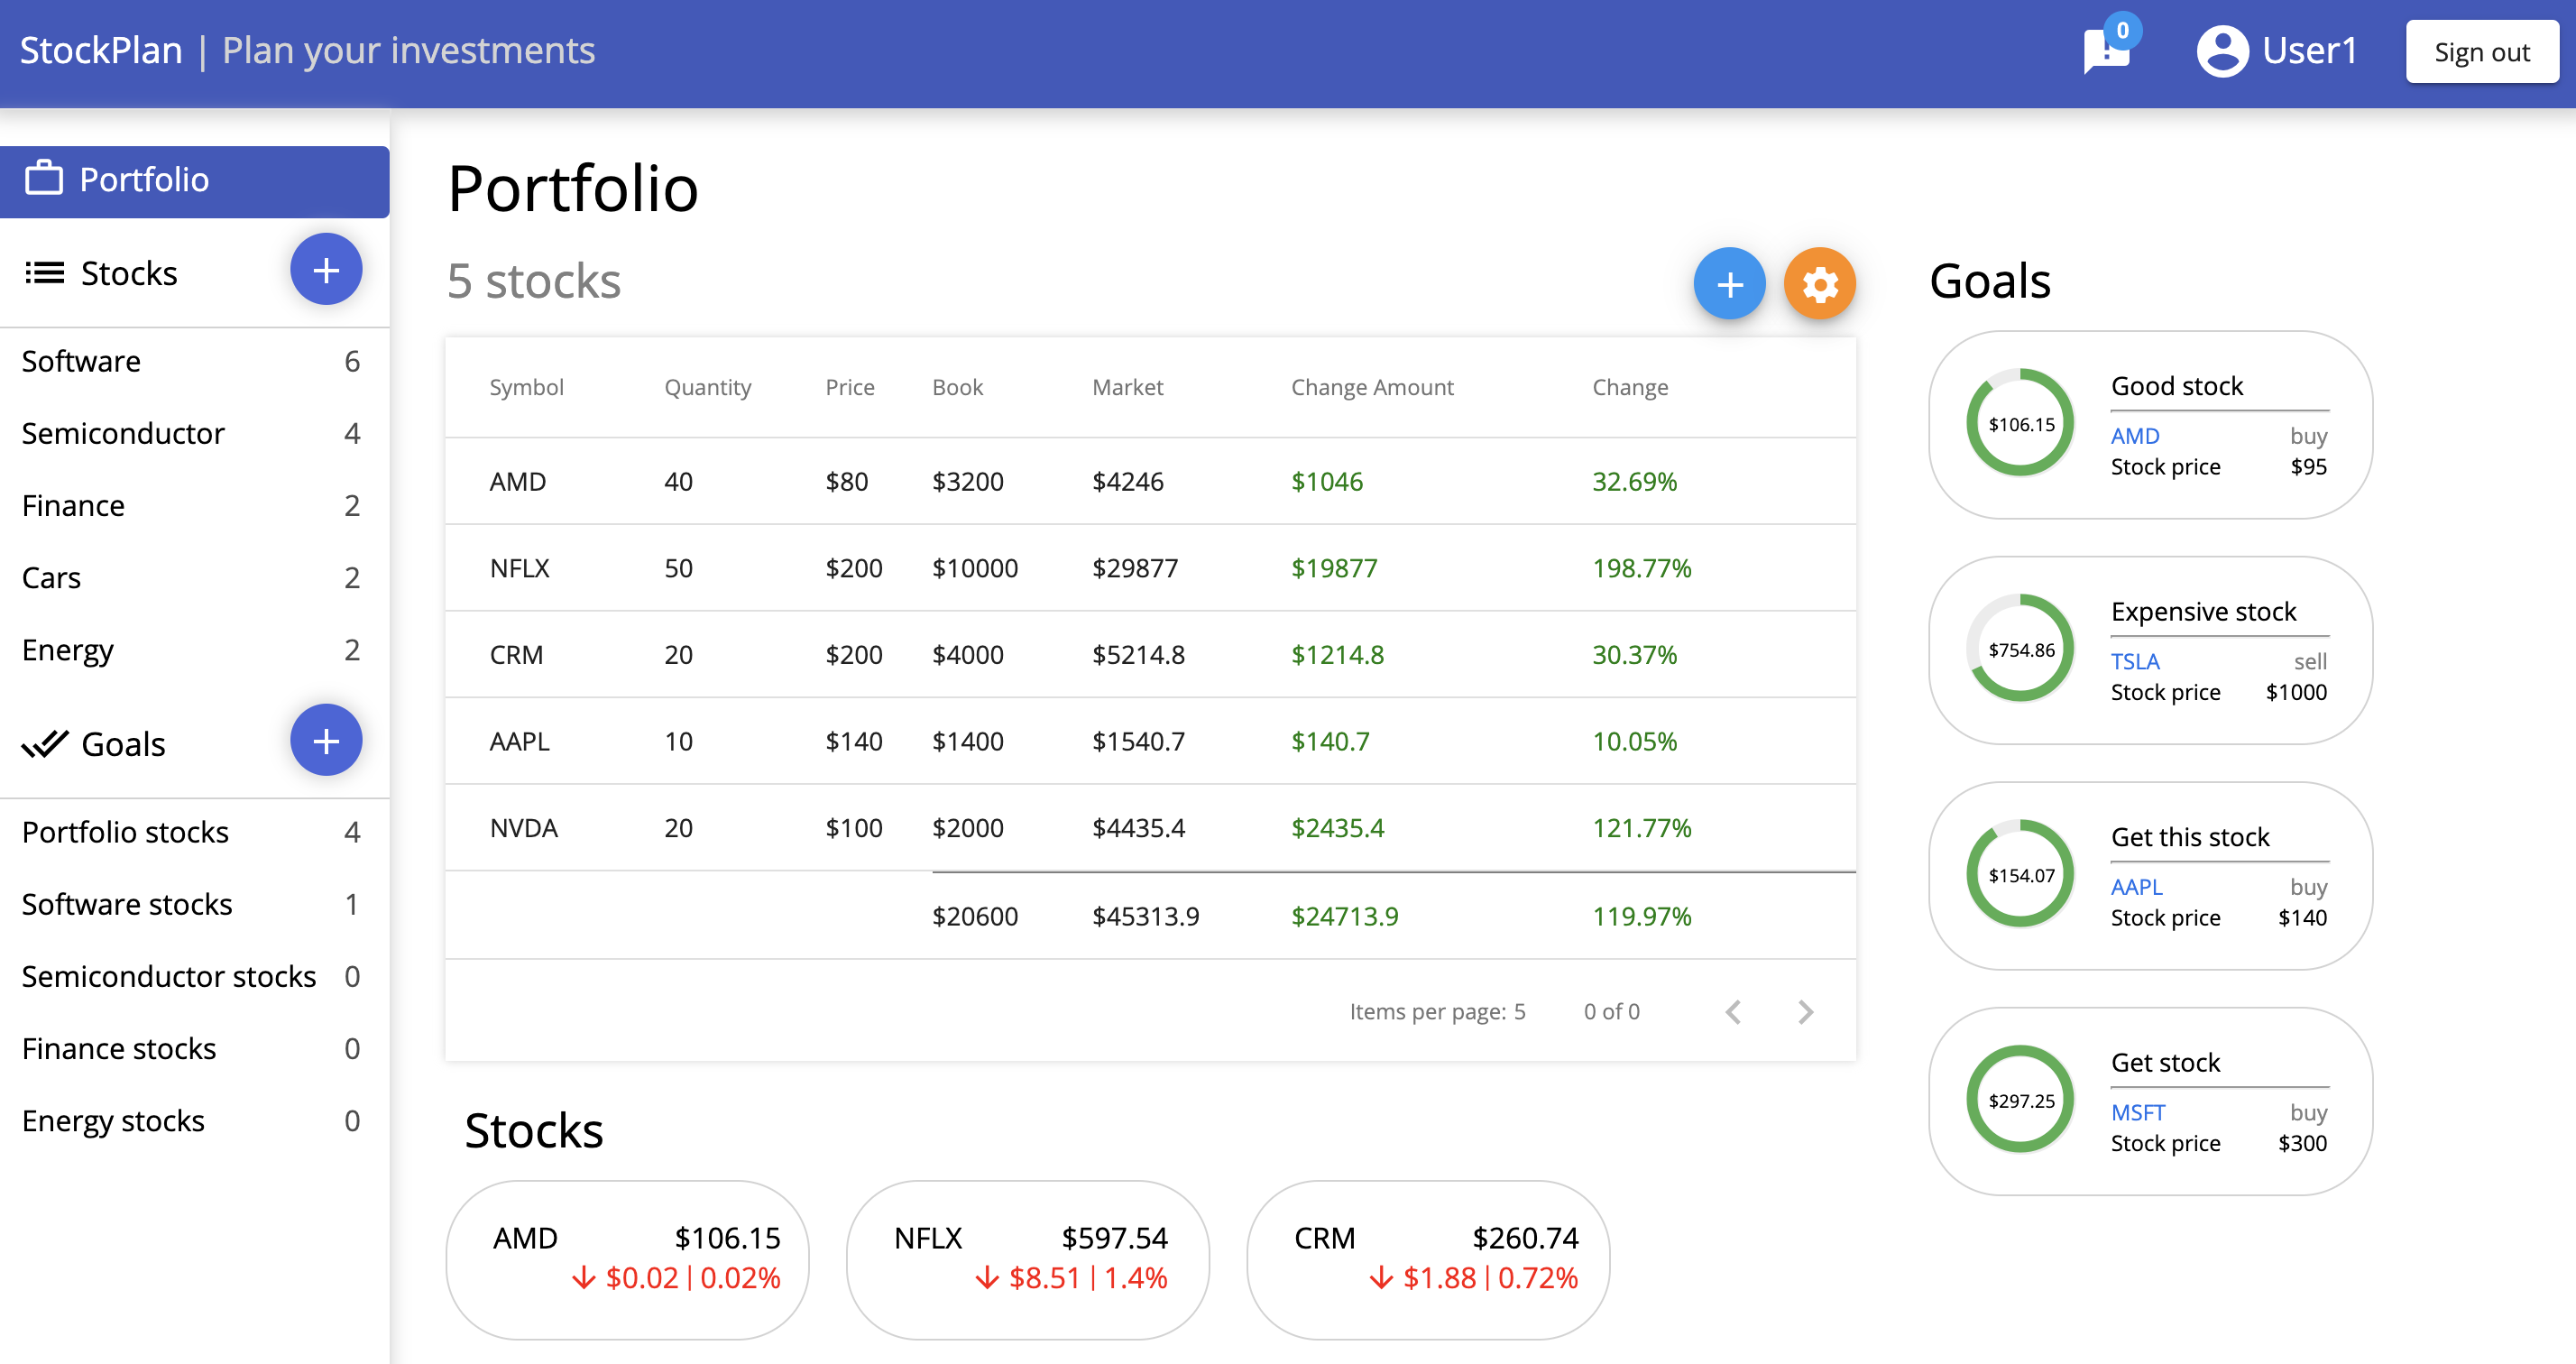 StockPlan | Plan your investments
0
User1
Sign out
Portfolio
Stocks
Software 6
Semiconductor 4
Finance 2
Cars 2
Energy 2
Goals
Portfolio stocks 4
Software stocks 1
Semiconductor stocks 0
Finance stocks 0
Energy stocks 0
Portfolio
5 stocks
Symbol Quantity Price Book Market Change Amount Change
AMD 40 $80 $3200 $4246 $1046 32.69%
NFLX 50 $200 $10000 $29877 $19877 198.77%
CRM 20 $200 $4000 $5214.8 $1214.8 30.37%
AAPL 10 $140 $1400 $1540.7 $140.7 10.05%
NVDA 20 $100 $2000 $4435.4 $2435.4 121.77%
$20600 $45313.9 $24713.9 119.97%
Items per page: 5 0 of 0
Stocks
AMD $106.15
$0.02 | 0.02%
NFLX $597.54
$8.51 | 1.4%
CRM $260.74
$1.88 | 0.72%
Goals
$106.15
Good stock
AMD buy
Stock price $95
$754.86
Expensive stock
TSLA sell
Stock price $1000
$154.07
Get this stock
AAPL buy
Stock price $140
$297.25
Get stock
MSFT buy
Stock price $300